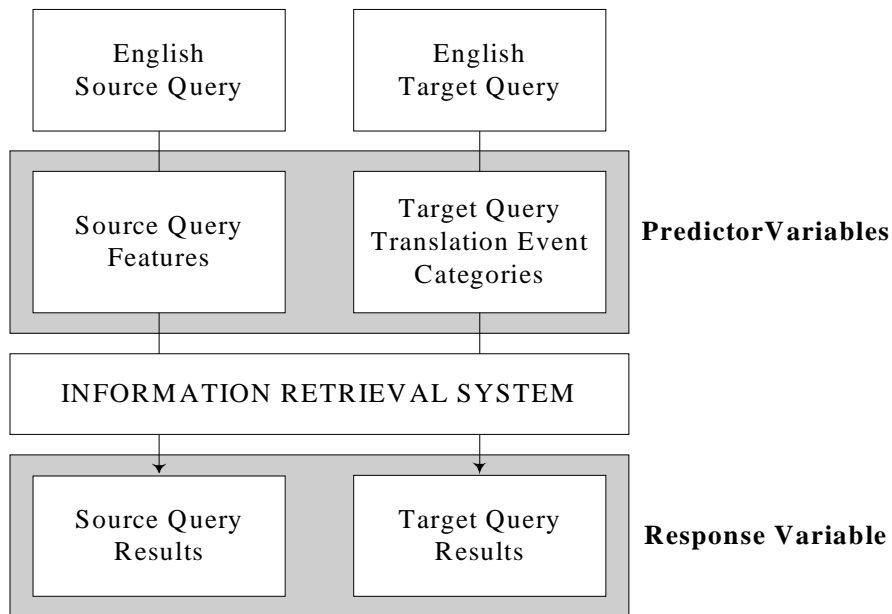 English
Source Query
English
Target Query
Source Query
Features
Target Query
Translation Event
Categories
PredictorVariables
INFORMATION RETRIEVAL SYSTEM
Source Query
Results
Target Query
Results
Response Variable